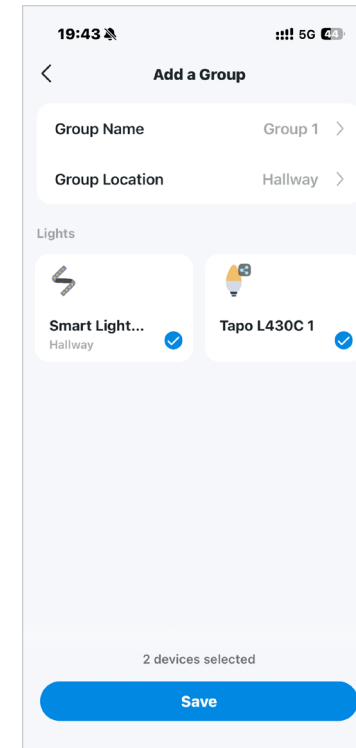 19:43 5G 44
Add a Group
Group Name Group 1
Group Location Hallway
Lights
Smart Light... Tapo L430C 1
Hallway
2 devices selected
Save